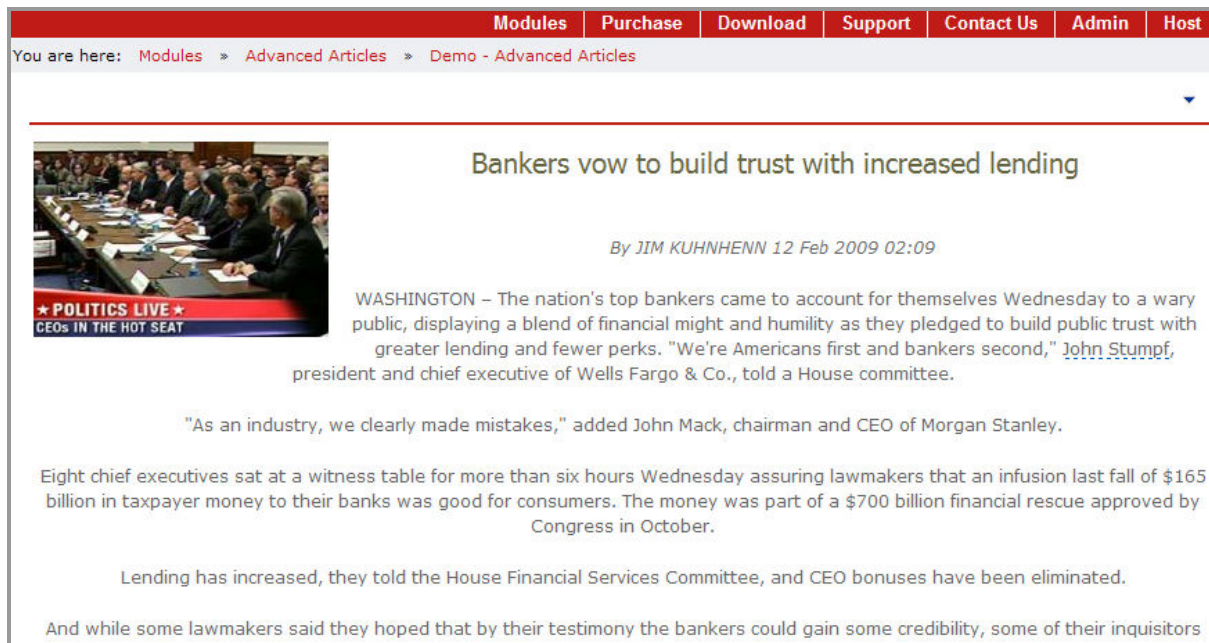 Modules Purchase Download Support Contact Us Admin Host
You are here: Modules » Advanced Articles » Demo - Advanced Articles
Bankers vow to build trust with increased lending
By JIM KUHNHENN 12 Feb 2009 02:09
★ POLITICS LIVE ★
CEOs IN THE HOT SEAT
WASHINGTON – The nation's top bankers came to account for themselves Wednesday to a wary
public, displaying a blend of financial might and humility as they pledged to build public trust with
greater lending and fewer perks. "We're Americans first and bankers second," John Stumpf,
president and chief executive of Wells Fargo & Co., told a House committee.
"As an industry, we clearly made mistakes," added John Mack, chairman and CEO of Morgan Stanley.
Eight chief executives sat at a witness table for more than six hours Wednesday assuring lawmakers that an infusion last fall of $165
billion in taxpayer money to their banks was good for consumers. The money was part of a $700 billion financial rescue approved by
Congress in October.
Lending has increased, they told the House Financial Services Committee, and CEO bonuses have been eliminated.
And while some lawmakers said they hoped that by their testimony the bankers could gain some credibility, some of their inquisitors